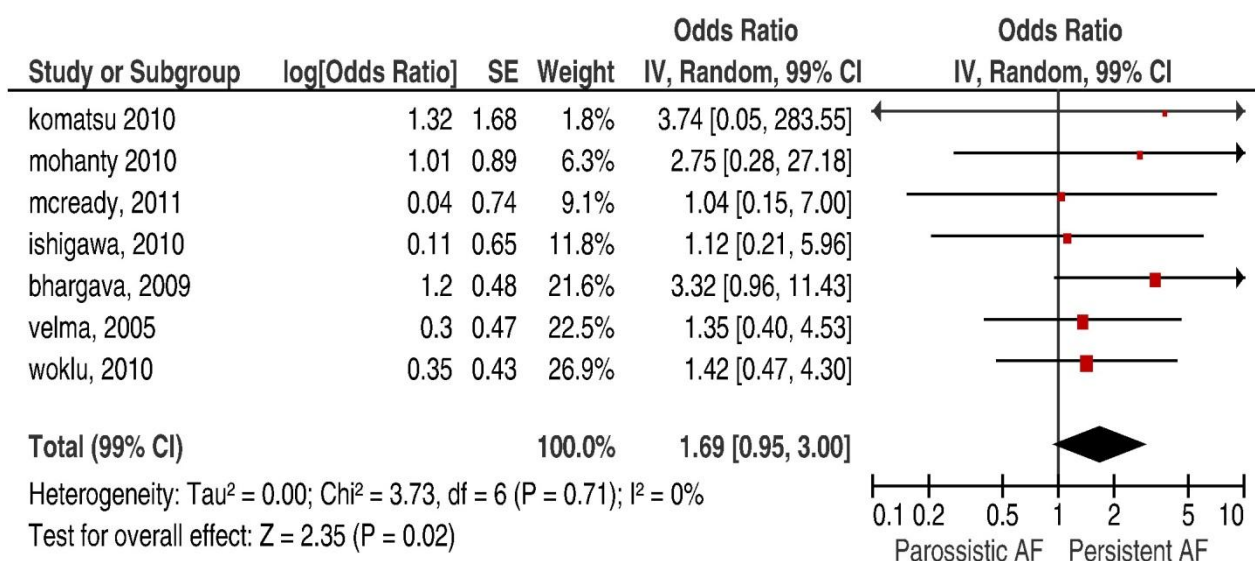 Odds Ratio Odds Ratio
Study or Subgroup log[Odds Ratio] SE Weight IV, Random, 99% CI IV, Random, 99% CI
komatsu 2010 1.32 1.68 1.8% 3.74 [0.05, 283.55]
mohanty 2010 1.01 0.89 6.3% 2.75 [0.28, 27.18]
mcready, 2011 0.04 0.74 9.1% 1.04 [0.15, 7.00]
ishigawa, 2010 0.11 0.65 11.8% 1.12 [0.21, 5.96]
bhargava, 2009 1.2 0.48 21.6% 3.32 [0.96, 11.43]
velma, 2005 0.3 0.47 22.5% 1.35 [0.40, 4.53]
woklu, 2010 0.35 0.43 26.9% 1.42 [0.47, 4.30]
Total (99% CI) 100.0% 1.69 [0.95, 3.00]
Heterogeneity: Tau² = 0.00; Chi² = 3.73, df = 6 (P = 0.71); I² = 0%
Test for overall effect: Z = 2.35 (P = 0.02)
0.1 0.2 0.5 1 2 5 10
Parossistic AF Persistent AF